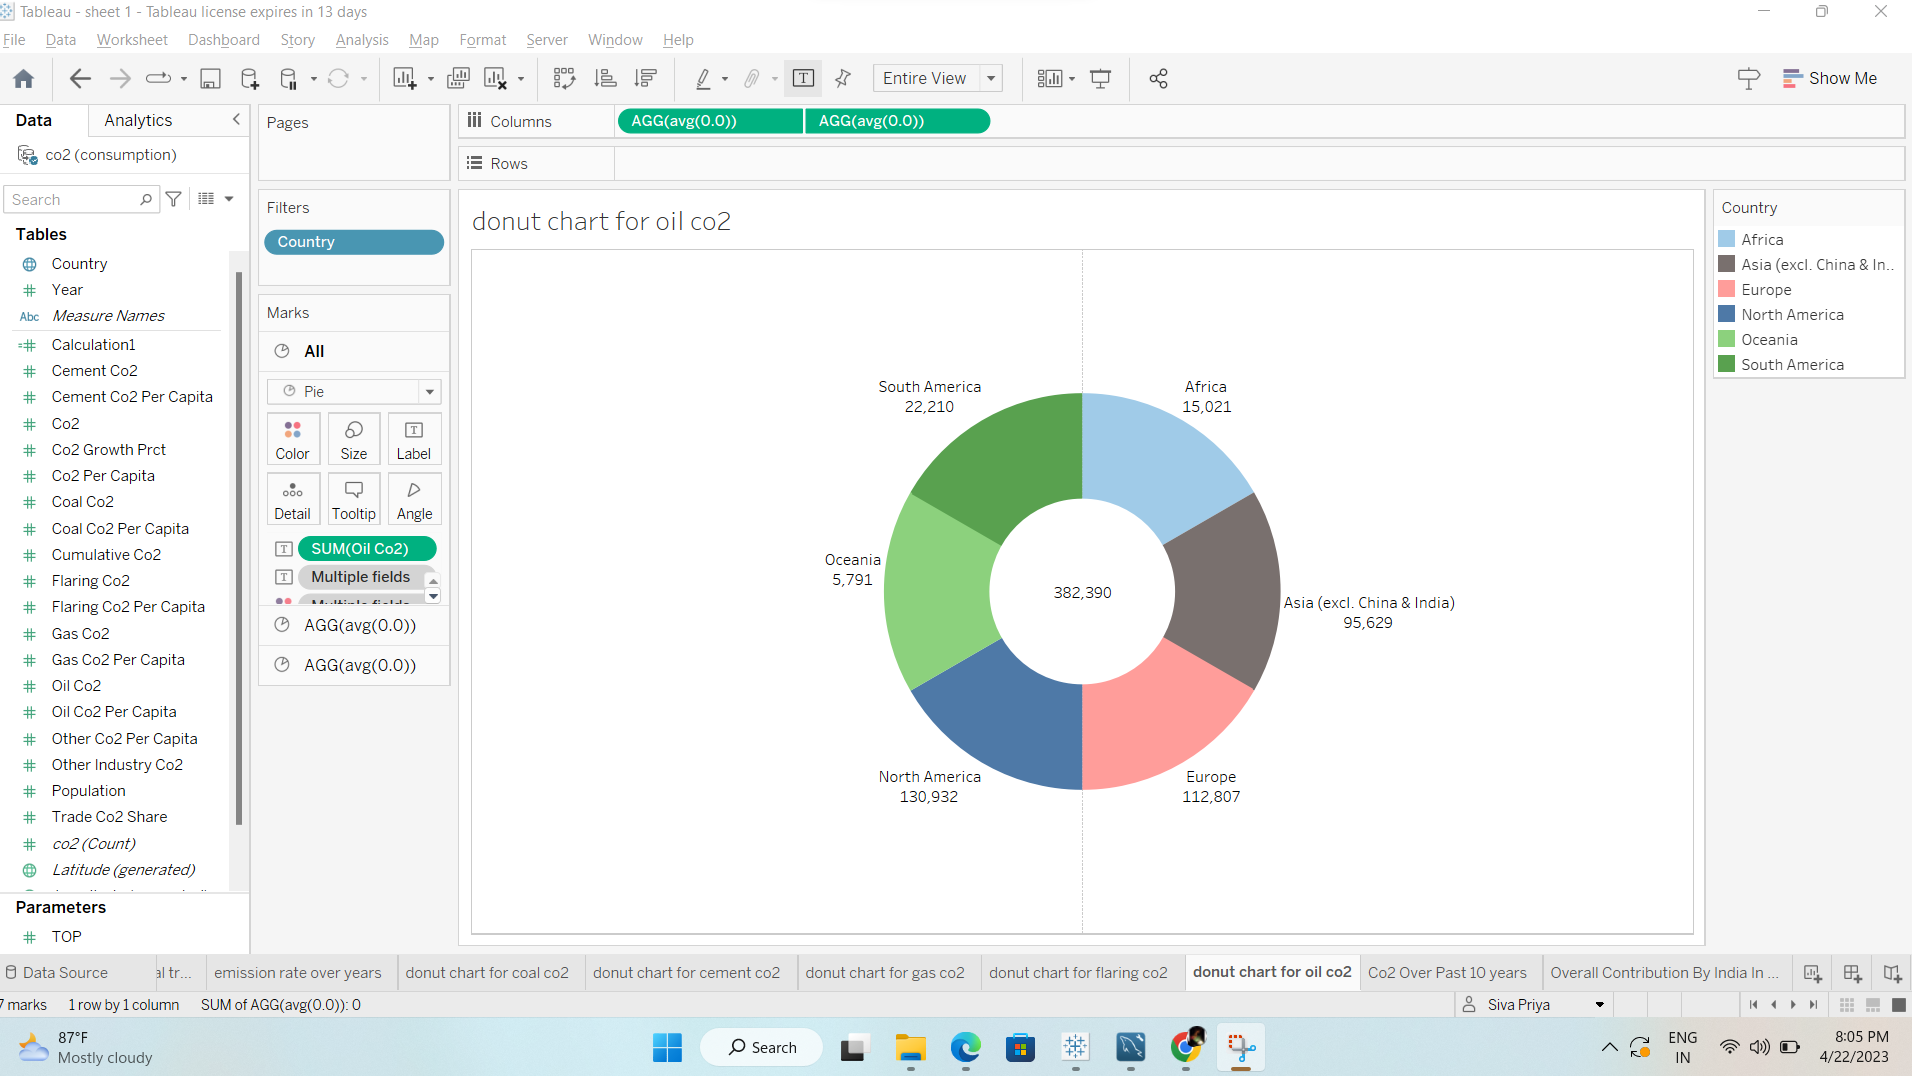 Tableau - sheet 1 - Tableau license expires in 13 days
File Data Worksheet Dashboard Story Analysis Map Format Server Window Help
Entire View
Show Me
Data Analytics
co2 (consumption)
Search
Tables
Country
Year
Abc Measure Names
Calculation1
Cement Co2
Cement Co2 Per Capita
Co2
Co2 Growth Prct
Co2 Per Capita
Coal Co2
Coal Co2 Per Capita
Cumulative Co2
Flaring Co2
Flaring Co2 Per Capita
Gas Co2
Gas Co2 Per Capita
Oil Co2
Oil Co2 Per Capita
Other Co2 Per Capita
Other Industry Co2
Population
Trade Co2 Share
co2 (Count)
Latitude (generated)
Parameters
TOP
Pages
Filters
Country
Marks
All
Pie
Color Size Label
Detail Tooltip Angle
SUM(Oil Co2)
Multiple fields
Multiple fields
AGG(avg(0.0))
AGG(avg(0.0))
Columns AGG(avg(0.0)) AGG(avg(0.0))
Rows
donut chart for oil co2
South America
22,210
Africa
15,021
Oceania
5,791
382,390
Asia (excl. China & India)
95,629
North America
130,932
Europe
112,807
Country
Africa
Asia (excl. China & In..
Europe
North America
Oceania
South America
Data Source al tr... emission rate over years donut chart for coal co2 donut chart for cement co2 donut chart for gas co2 donut chart for flaring co2 donut chart for oil co2 Co2 Over Past 10 years Overall Contribution By India In ...
7 marks 1 row by 1 column SUM of AGG(avg(0.0)): 0 Siva Priya
87°F
Mostly cloudy
Search
ENG
IN
8:05 PM
4/22/2023